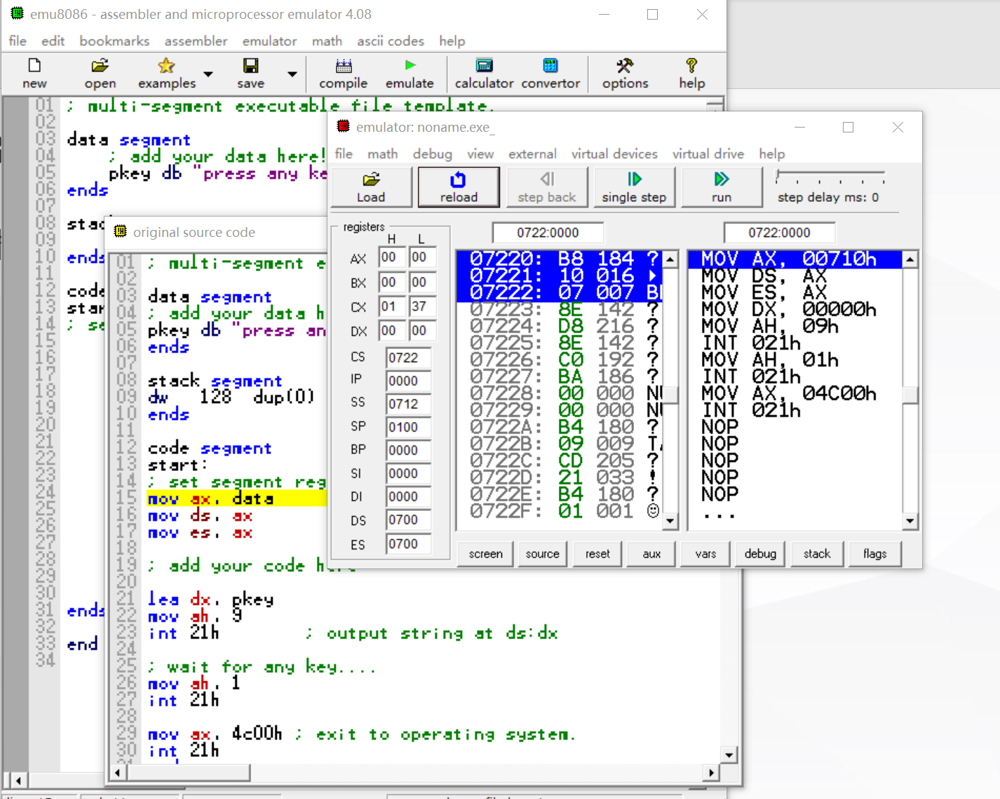 emu8086 - assembler and microprocessor emulator 4.08
file edit bookmarks assembler emulator math ascii codes help
new open examples save compile emulate calculator convertor options help
01 ; multi-segment executable file template.
02
03 data segment
04 ; add your data here!
05 pkey db "press any ke
06 ends
07
08 stac
09
10 ends
11
12 code
13 star
14 ; se
15
16
17
18
19
20
21
22
23
24
25
26
27
28
29
30
31 ends
32
33 end
34
original source code
01 ; multi-segment e
02
03 data segment
04 ; add your data h
05 pkey db "press an
06 ends
07
08 stack segment
09 dw 128 dup(0)
10 ends
11
12 code segment
13 start:
14 ; set segment reg
15 mov ax, data
16 mov ds, ax
17 mov es, ax
18
19 ; add your code here
20
21 lea dx, pkey
22 mov ah, 9
23 int 21h ; output string at ds:dx
24
25 ; wait for any key....
26 mov ah, 1
27 int 21h
28
29 mov ax, 4c00h ; exit to operating system.
30 int 21h
emulator: noname.exe_
file math debug view external virtual devices virtual drive help
Load reload step back single step run step delay ms: 0
registers
H L
AX 00 00
BX 00 00
CX 01 37
DX 00 00
CS 0722
IP 0000
SS 0712
SP 0100
BP 0000
SI 0000
DI 0000
DS 0700
ES 0700
0722:0000
07220: B8 184 ?
07221: 10 016
07222: 07 007 BE
07223: 8E 142 ?
07224: D8 216 ?
07225: 8E 142 ?
07226: C0 192 ?
07227: BA 186 ?
07228: 00 000 NU
07229: 00 000 NU
0722A: B4 180 ?
0722B: 09 009 TA
0722C: CD 205 ?
0722D: 21 033 !
0722E: B4 180 ?
0722F: 01 001 ☺
0722:0000
MOV AX, 00710h
MOV DS, AX
MOV ES, AX
MOV DX, 00000h
MOV AH, 09h
INT 021h
MOV AH, 01h
INT 021h
MOV AX, 04C00h
INT 021h
NOP
NOP
NOP
NOP
NOP
...
screen source reset aux vars debug stack flags